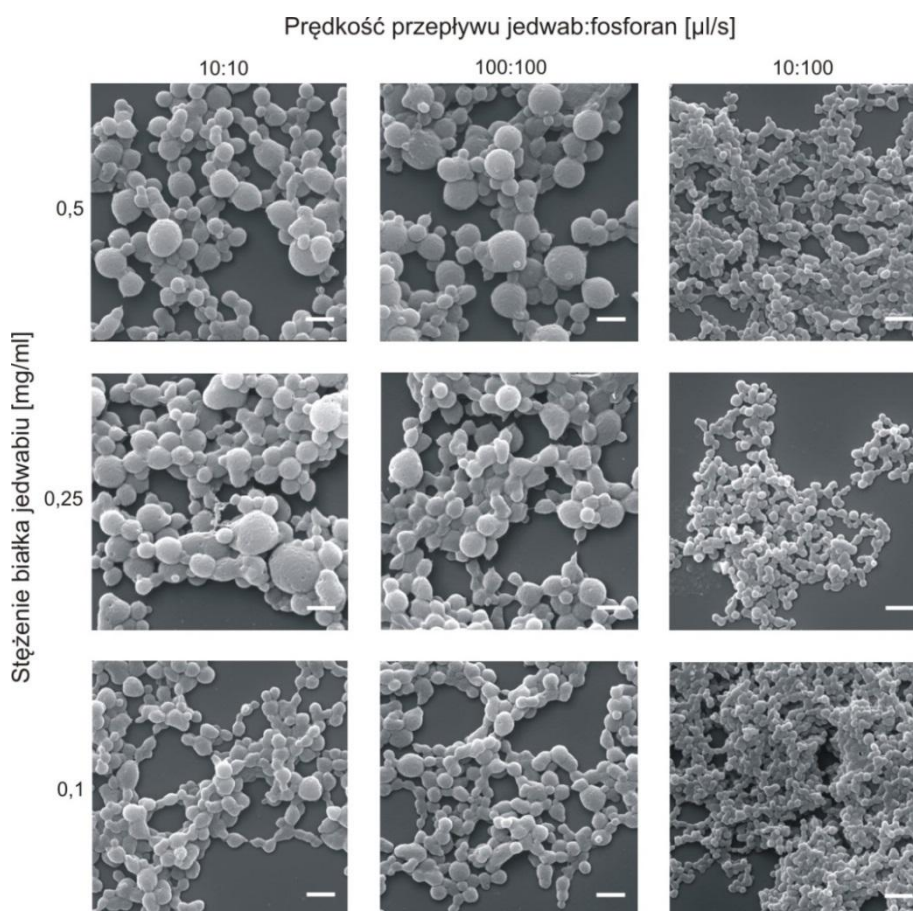 Prędkość przepływu jedwab:fosforan [µl/s]
10:10 100:100 10:100
Stężenie białka jedwabiu [mg/ml]
0,5
0,25
0,1